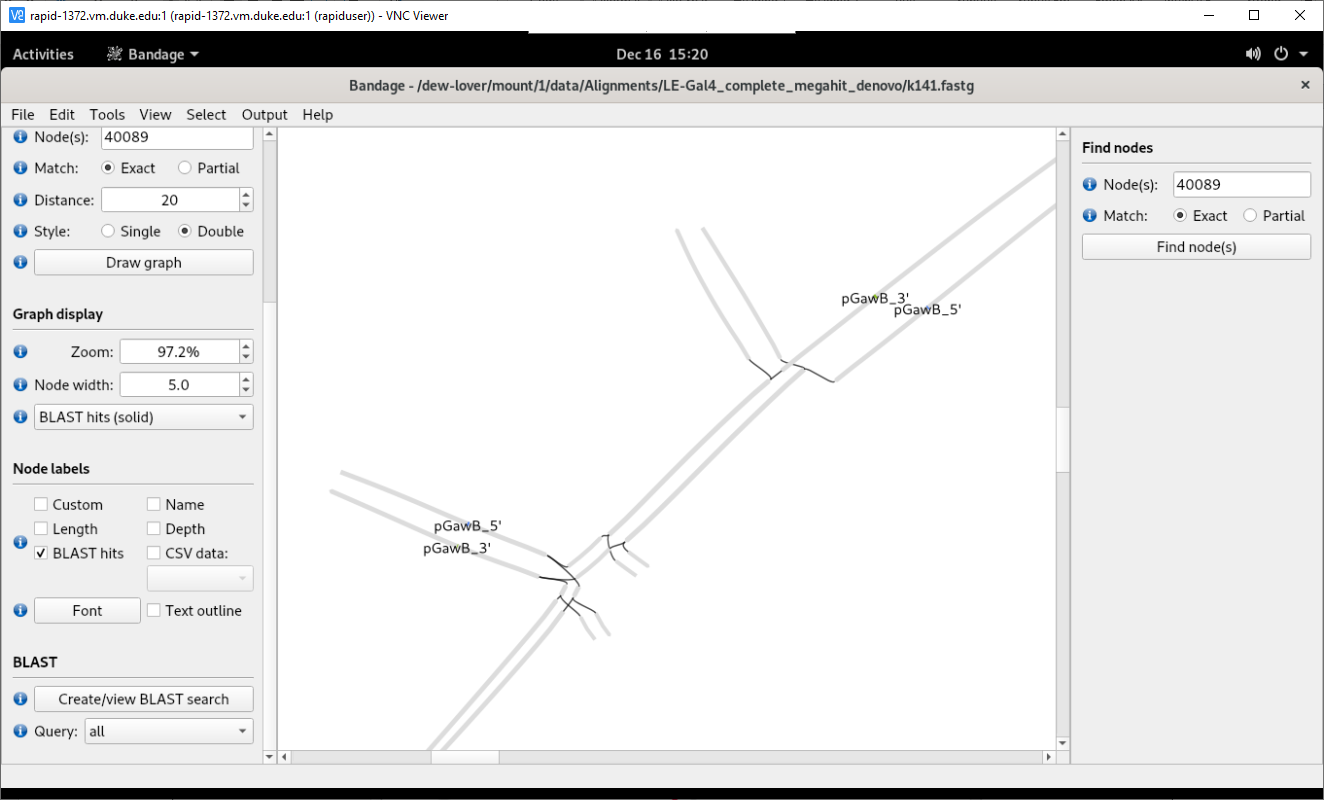 rapid-1372.vm.duke.edu:1 (rapid-1372.vm.duke.edu:1 (rapiduser)) - VNC Viewer
Activities Bandage Dec 16 15:20
Bandage - /dew-lover/mount/1/data/Alignments/LE-Gal4_complete_megahit_denovo/k141.fastg
File Edit Tools View Select Output Help
Node(s): 40089
Match: Exact Partial
Distance: 20
Style: Single Double
Draw graph
Graph display
Zoom: 97.2%
Node width: 5.0
BLAST hits (solid)
Node labels
Custom Name
Length Depth
BLAST hits CSV data:
Font Text outline
BLAST
Create/view BLAST search
Query: all
pGawB_3'
pGawB_5'
pGawB_5'
pGawB_3'
Find nodes
Node(s): 40089
Match: Exact Partial
Find node(s)